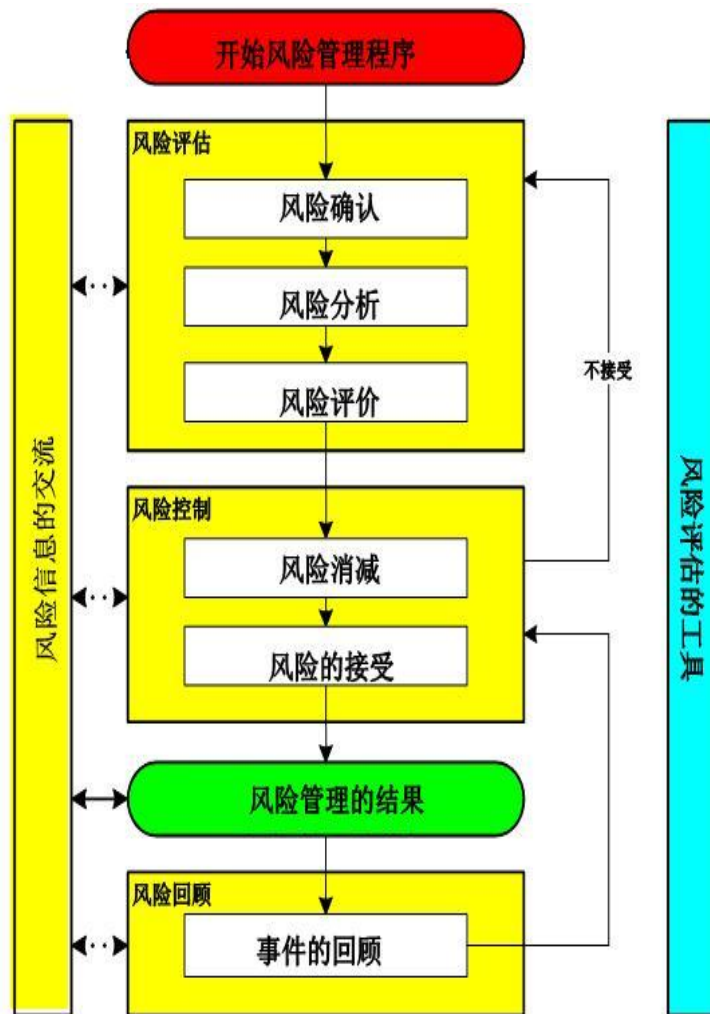 开始风险管理程序
风险评估
风险确认
风险分析
风险评价
不接受
风险控制
风险消减
风险的接受
风险管理的结果
风险回顾
事件的回顾
风险信息的交流
风险评估的工具